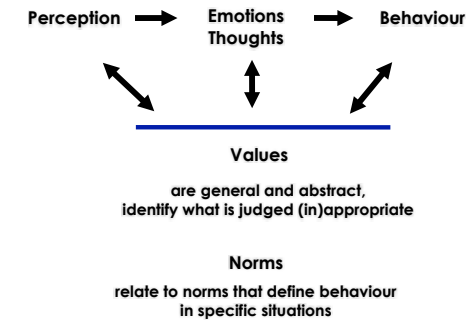 Perception
Emotions
Thoughts
Behaviour
Values
are general and abstract,
identify what is judged (in)appropriate
Norms
relate to norms that define behaviour
in specific situations